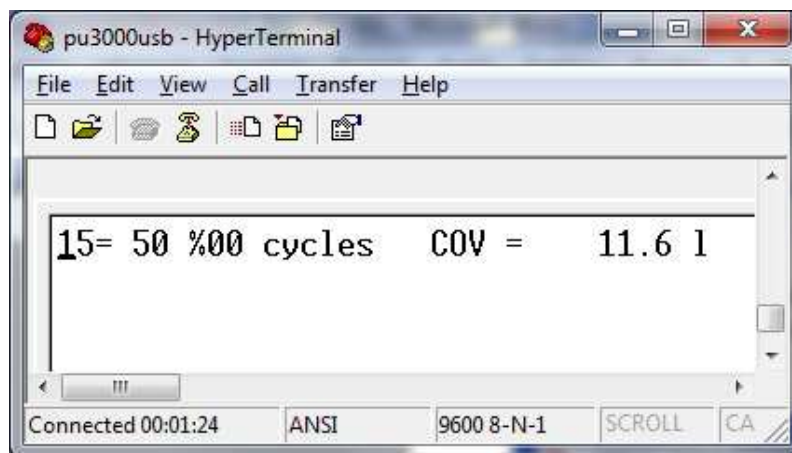 pu3000usb - HyperTerminal
File Edit View Call Transfer Help
15= 50 %00 cycles COV = 11.6 l
Connected 00:01:24 ANSI 9600 8-N-1 SCROLL CA